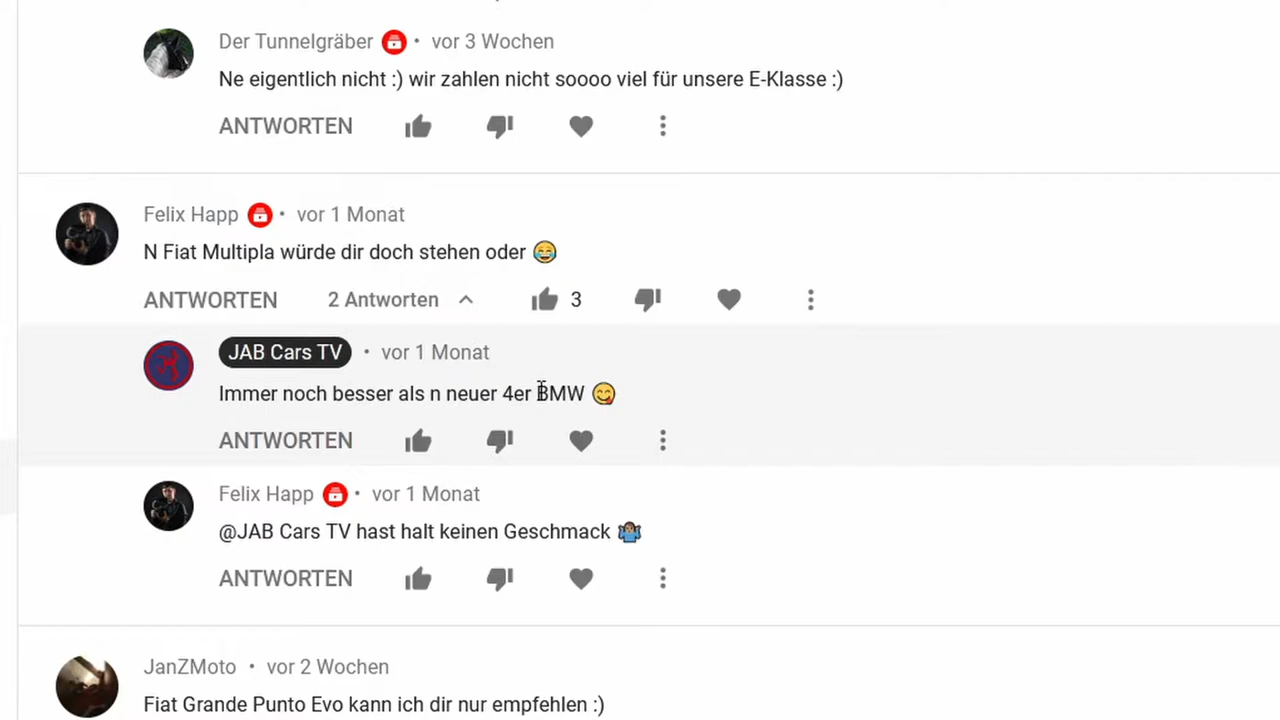 Der Tunnelgräber • vor 3 Wochen
Ne eigentlich nicht :) wir zahlen nicht soooo viel für unsere E-Klasse :)
ANTWORTEN
Felix Happ • vor 1 Monat
N Fiat Multipla würde dir doch stehen oder 😂
ANTWORTEN 2 Antworten 3
JAB Cars TV • vor 1 Monat
Immer noch besser als n neuer 4er BMW 😋
ANTWORTEN
Felix Happ • vor 1 Monat
@JAB Cars TV hast halt keinen Geschmack 🤷🏽‍♂️
ANTWORTEN
JanZMoto • vor 2 Wochen
Fiat Grande Punto Evo kann ich dir nur empfehlen :)